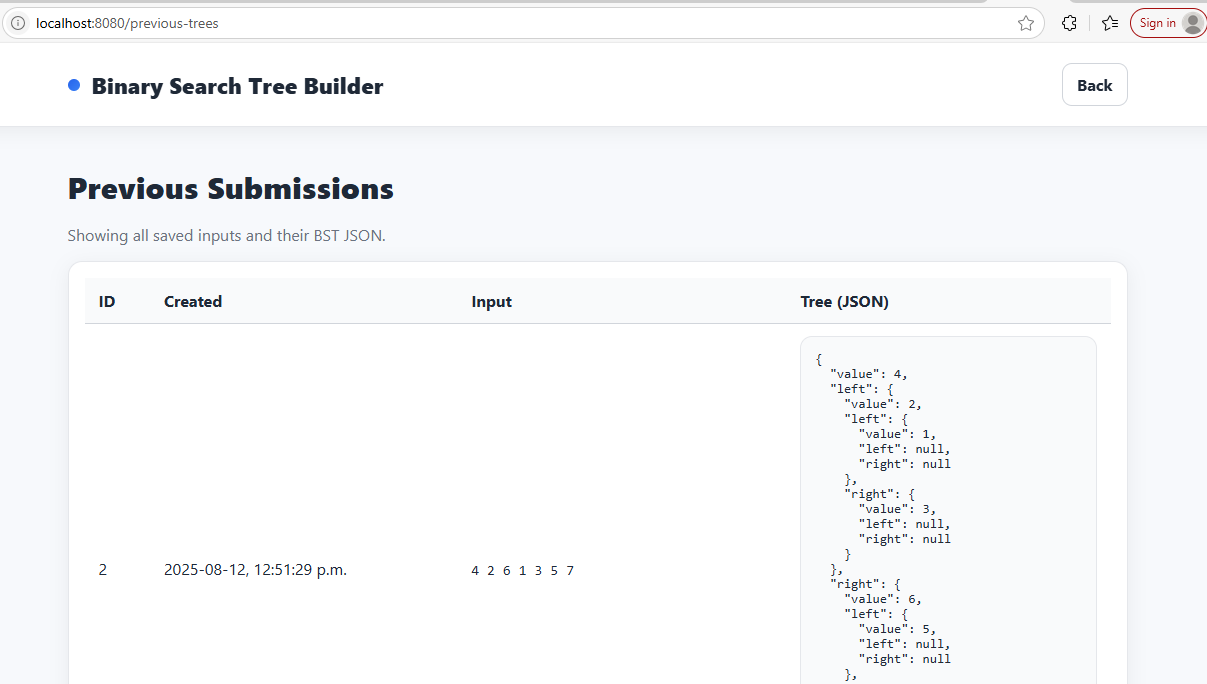 localhost:8080/previous-trees
Sign in
Binary Search Tree Builder
Back
Previous Submissions
Showing all saved inputs and their BST JSON.
ID Created Input Tree (JSON)
2 2025-08-12, 12:51:29 p.m. 4 2 6 1 3 5 7
{
  "value": 4,
  "left": {
    "value": 2,
    "left": {
      "value": 1,
      "left": null,
      "right": null
    },
    "right": {
      "value": 3,
      "left": null,
      "right": null
    }
  },
  "right": {
    "value": 6,
    "left": {
      "value": 5,
      "left": null,
      "right": null
    },